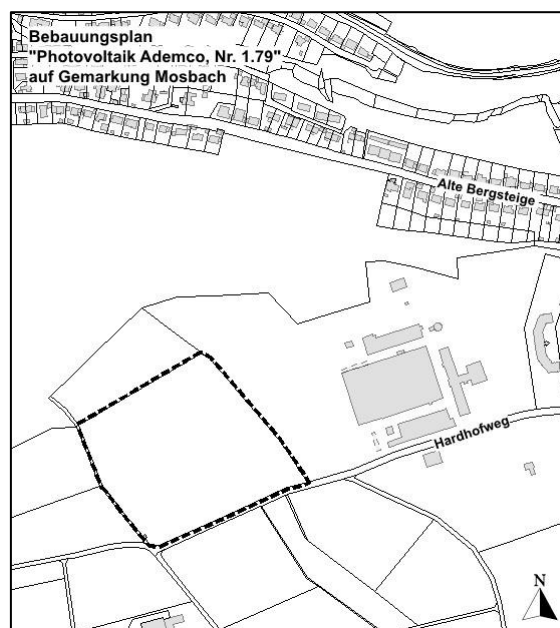 Bebauungsplan
"Photovoltaik Ademco, Nr. 1.79"
auf Gemarkung Mosbach
Alte Bergsteige
Hardhofweg
N